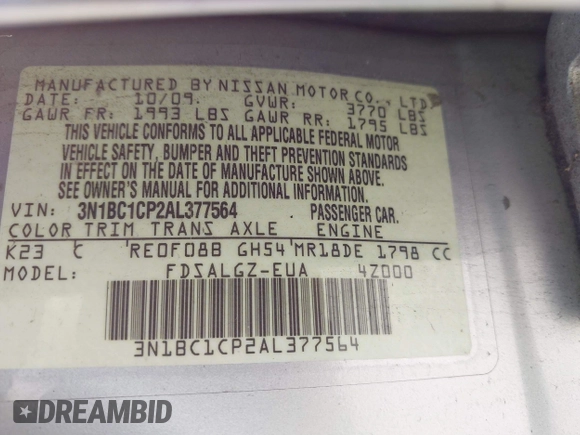 MANUFACTURED BY NISSAN MOTOR CO., LTD
DATE: 10/09. GVWR: 3770 LBS
GAWR FR: 1993 LBS GAWR RR: 1795 LBS
THIS VEHICLE CONFORMS TO ALL APPLICABLE FEDERAL MOTOR
VEHICLE SAFETY, BUMPER AND THEFT PREVENTION STANDARDS
IN EFFECT ON THE DATE OF MANUFACTURE SHOWN ABOVE.
SEE OWNER'S MANUAL FOR ADDITIONAL INFORMATION.
VIN: 3N1BC1CP2AL377564 PASSENGER CAR.
COLOR TRIM TRANS AXLE ENGINE
K23 C RE0F08B GH54 MR18DE 1798 CC
MODEL: FDSALGZ-EUA 4Z000
3N1BC1CP2AL377564
DREAMBID